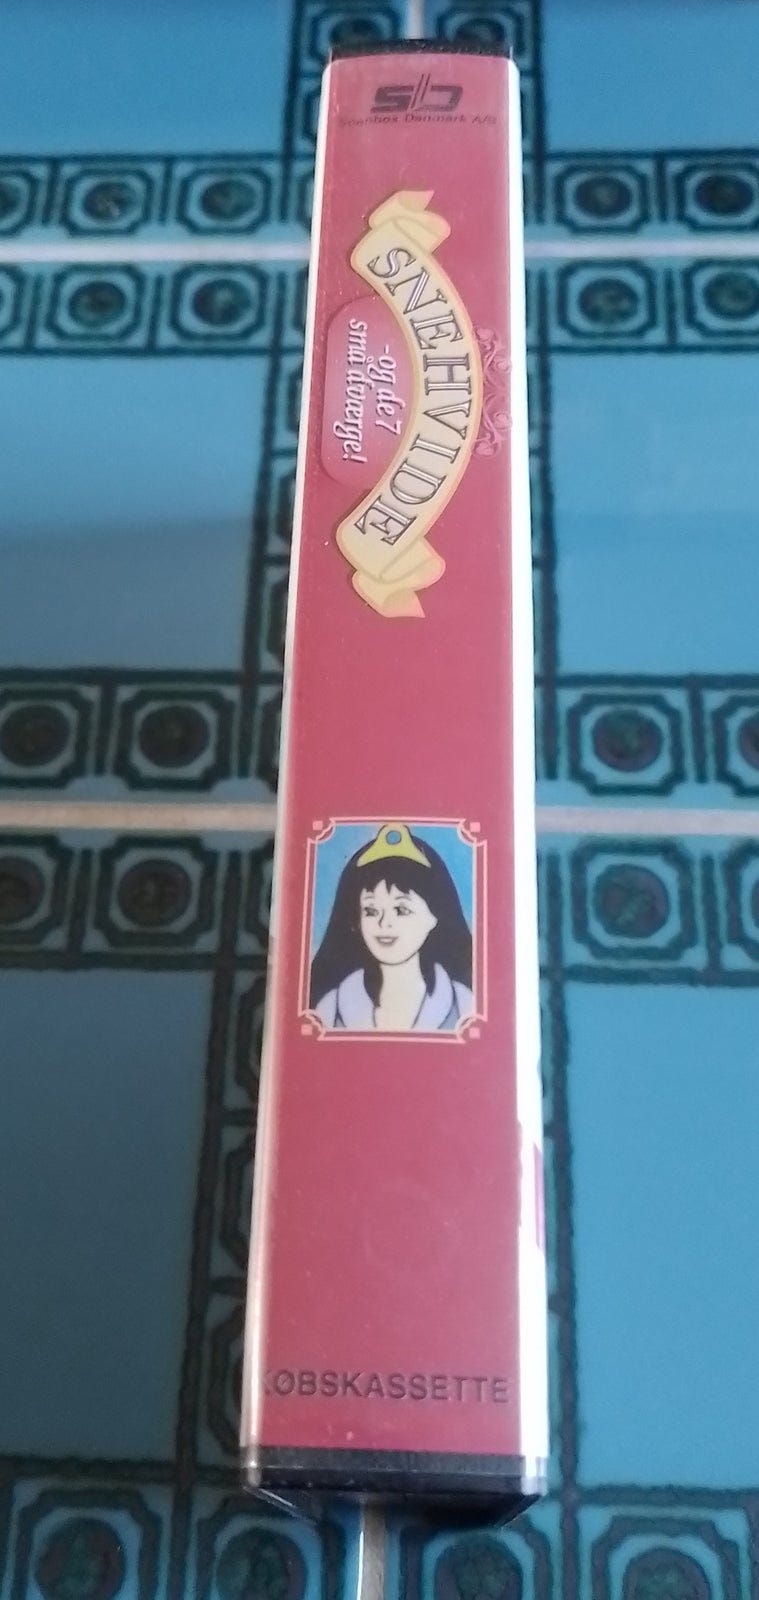 SB
Scanbox Danmark A/S
SNEHVIDE
-og de 7
små dværge!
KØBSKASSETTE